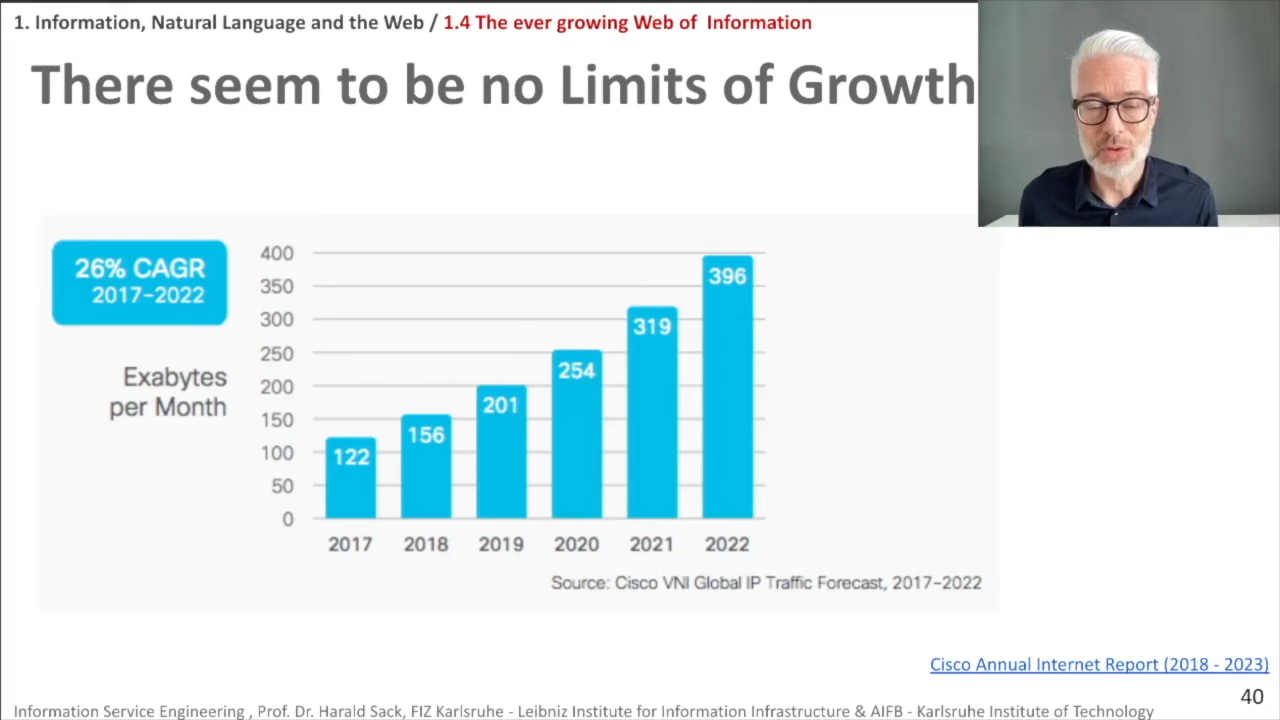 1. Information, Natural Language and the Web / 1.4 The ever growing Web of Information
There seem to be no Limits of Growth
26% CAGR
2017–2022
Exabytes
per Month
400
350
300
250
200
150
100
50
0
122
156
201
254
319
396
2017 2018 2019 2020 2021 2022
Source: Cisco VNI Global IP Traffic Forecast, 2017–2022
Cisco Annual Internet Report (2018 - 2023)
40
Information Service Engineering , Prof. Dr. Harald Sack, FIZ Karlsruhe - Leibniz Institute for Information Infrastructure & AIFB - Karlsruhe Institute of Technology